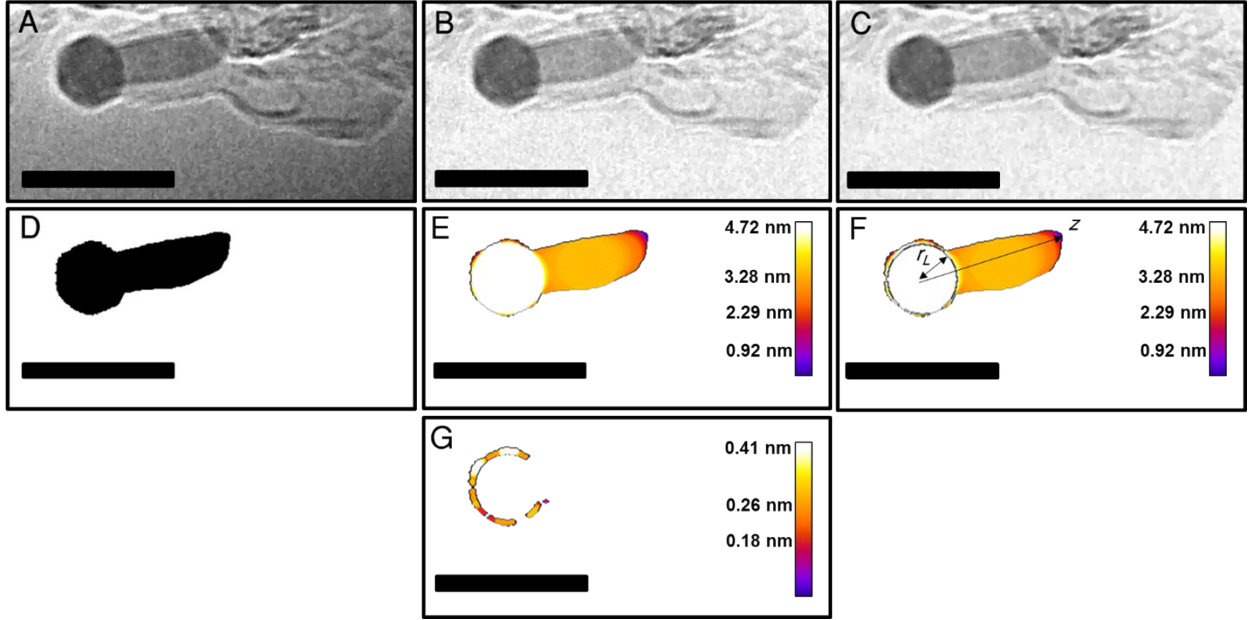 A
B
C
D
E
4.72 nm
3.28 nm
2.29 nm
0.92 nm
F
r_L
z
4.72 nm
3.28 nm
2.29 nm
0.92 nm
G
0.41 nm
0.26 nm
0.18 nm